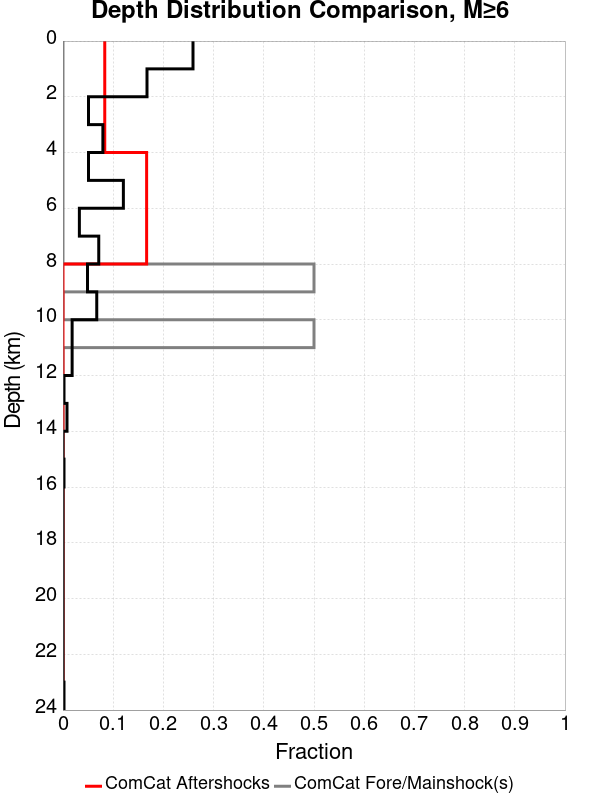 Depth Distribution Comparison, M≥6
0
2
4
6
8
10
12
14
16
18
20
22
24
Depth (km)
0 0.1 0.2 0.3 0.4 0.5 0.6 0.7 0.8 0.9 1
Fraction
ComCat Aftershocks ComCat Fore/Mainshock(s)